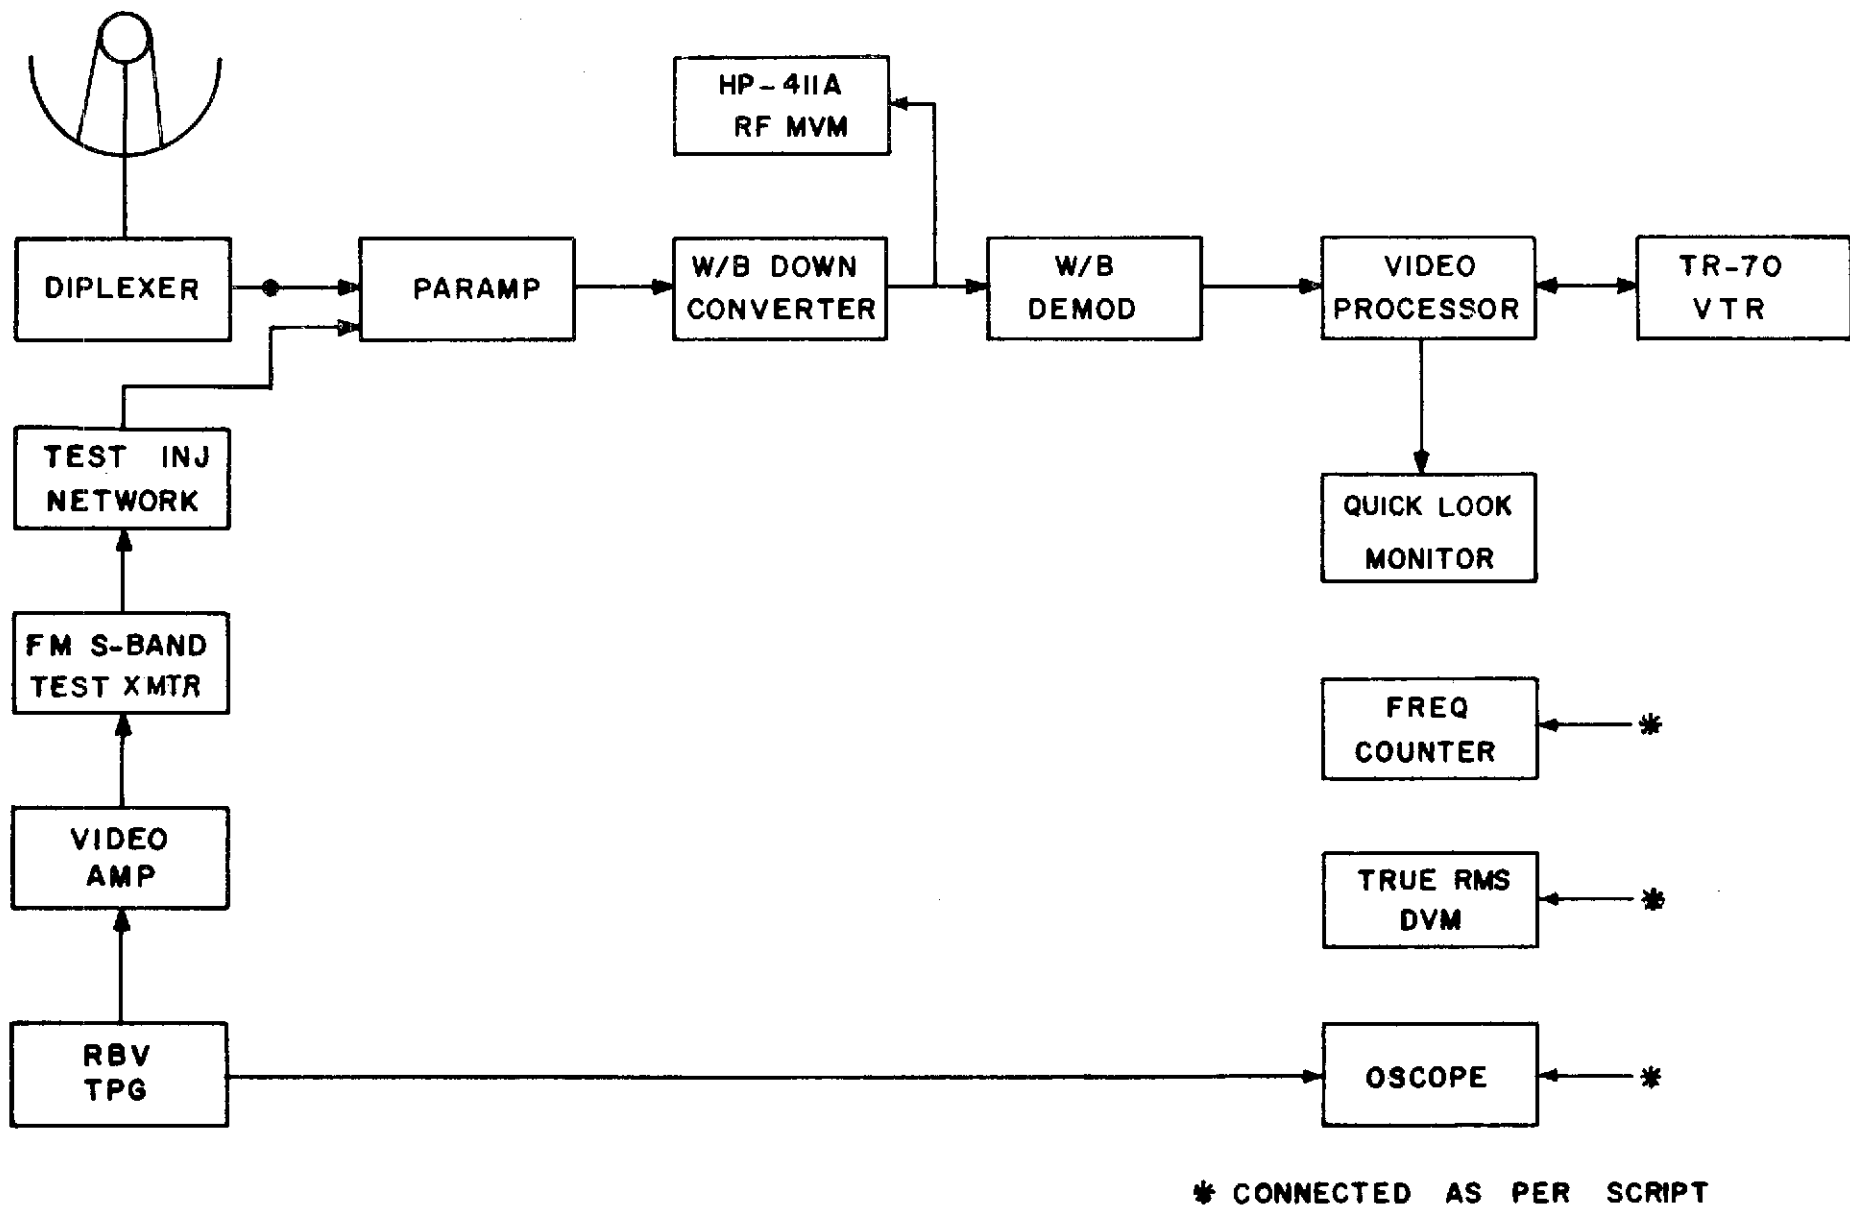 HP-411A
RF MVM
DIPLEXER
PARAMP
W/B DOWN
CONVERTER
W/B
DEMOD
VIDEO
PROCESSOR
TR-70
VTR
TEST INJ
NETWORK
QUICK LOOK
MONITOR
FM S-BAND
TEST XMTR
FREQ
COUNTER
*
VIDEO
AMP
TRUE RMS
DVM
*
RBV
TPG
OSCOPE
*
* CONNECTED AS PER SCRIPT